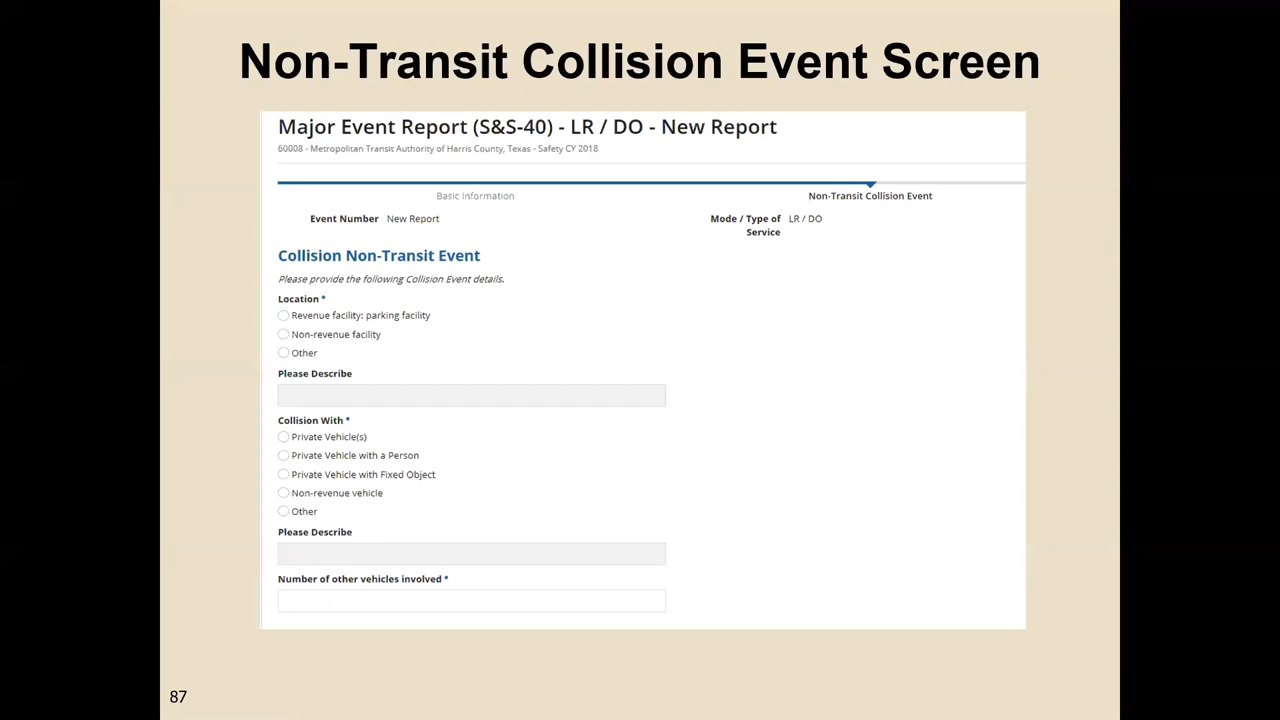 Non-Transit Collision Event Screen
Major Event Report (S&S-40) - LR / DO - New Report
60008 - Metropolitan Transit Authority of Harris County, Texas - Safety CY 2018
Basic Information
Non-Transit Collision Event
Event Number New Report
Mode / Type of Service LR / DO
Collision Non-Transit Event
Please provide the following Collision Event details.
Location *
Revenue facility: parking facility
Non-revenue facility
Other
Please Describe
Collision With *
Private Vehicle(s)
Private Vehicle with a Person
Private Vehicle with Fixed Object
Non-revenue vehicle
Other
Please Describe
Number of other vehicles involved *
87